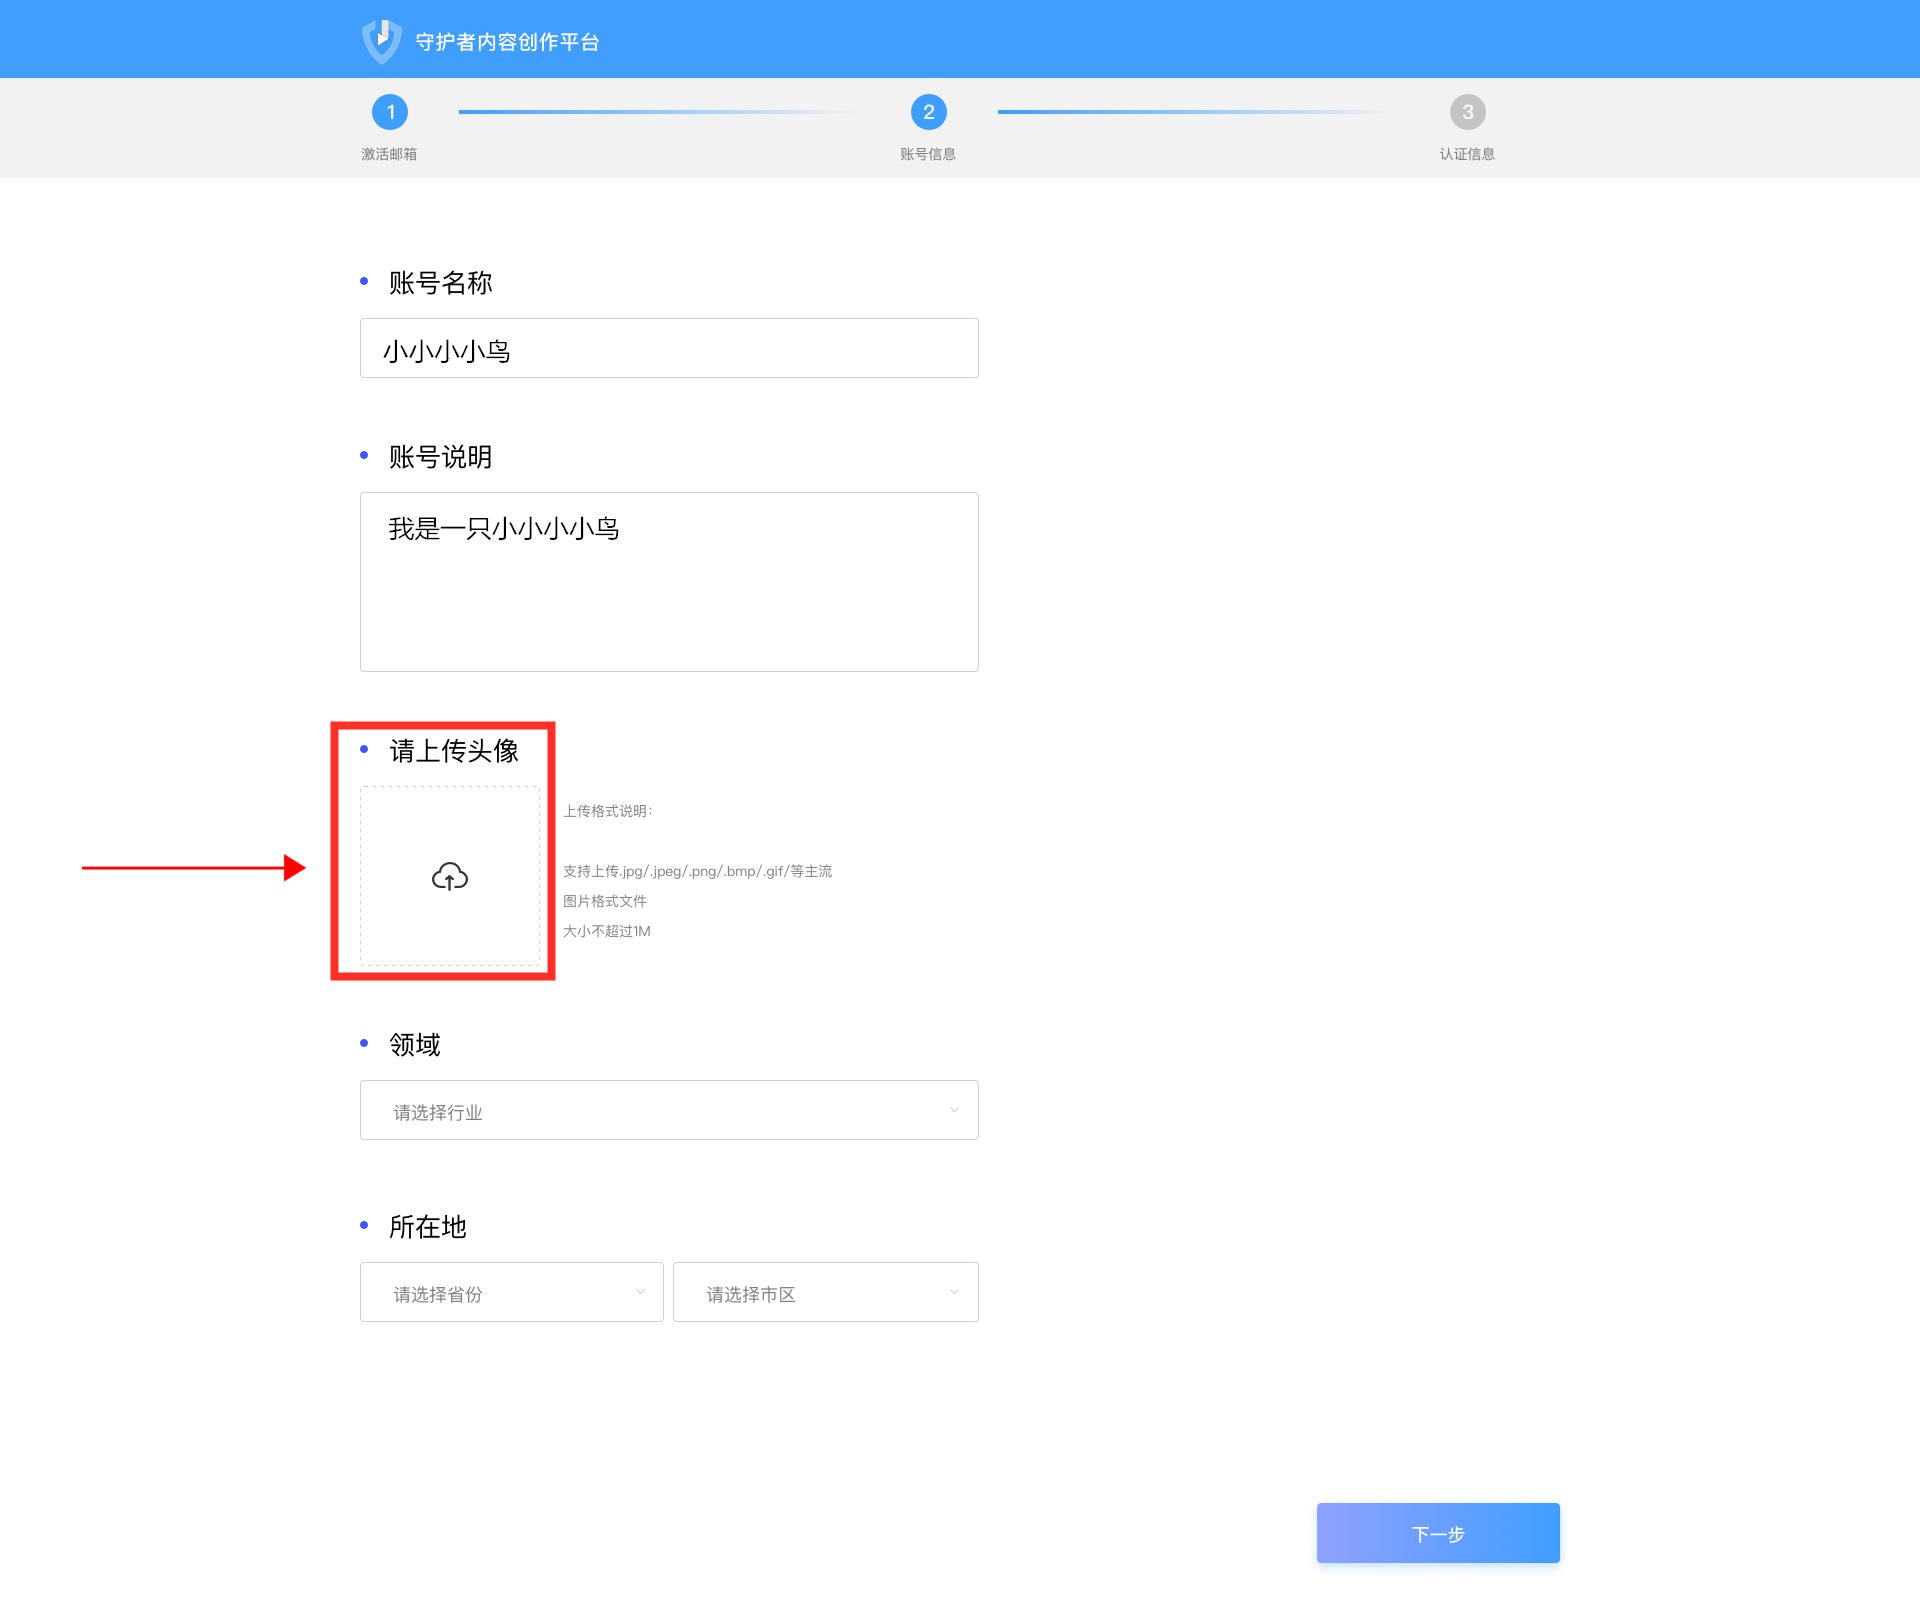 守护者内容创作平台
1
2
3
激活邮箱
账号信息
认证信息
账号名称
小小小小鸟
账号说明
我是一只小小小小鸟
请上传头像
上传格式说明:
支持上传.jpg/.jpeg/.png/.bmp/.gif/等主流
图片格式文件
大小不超过1M
领域
请选择行业
所在地
请选择省份
请选择市区
下一步